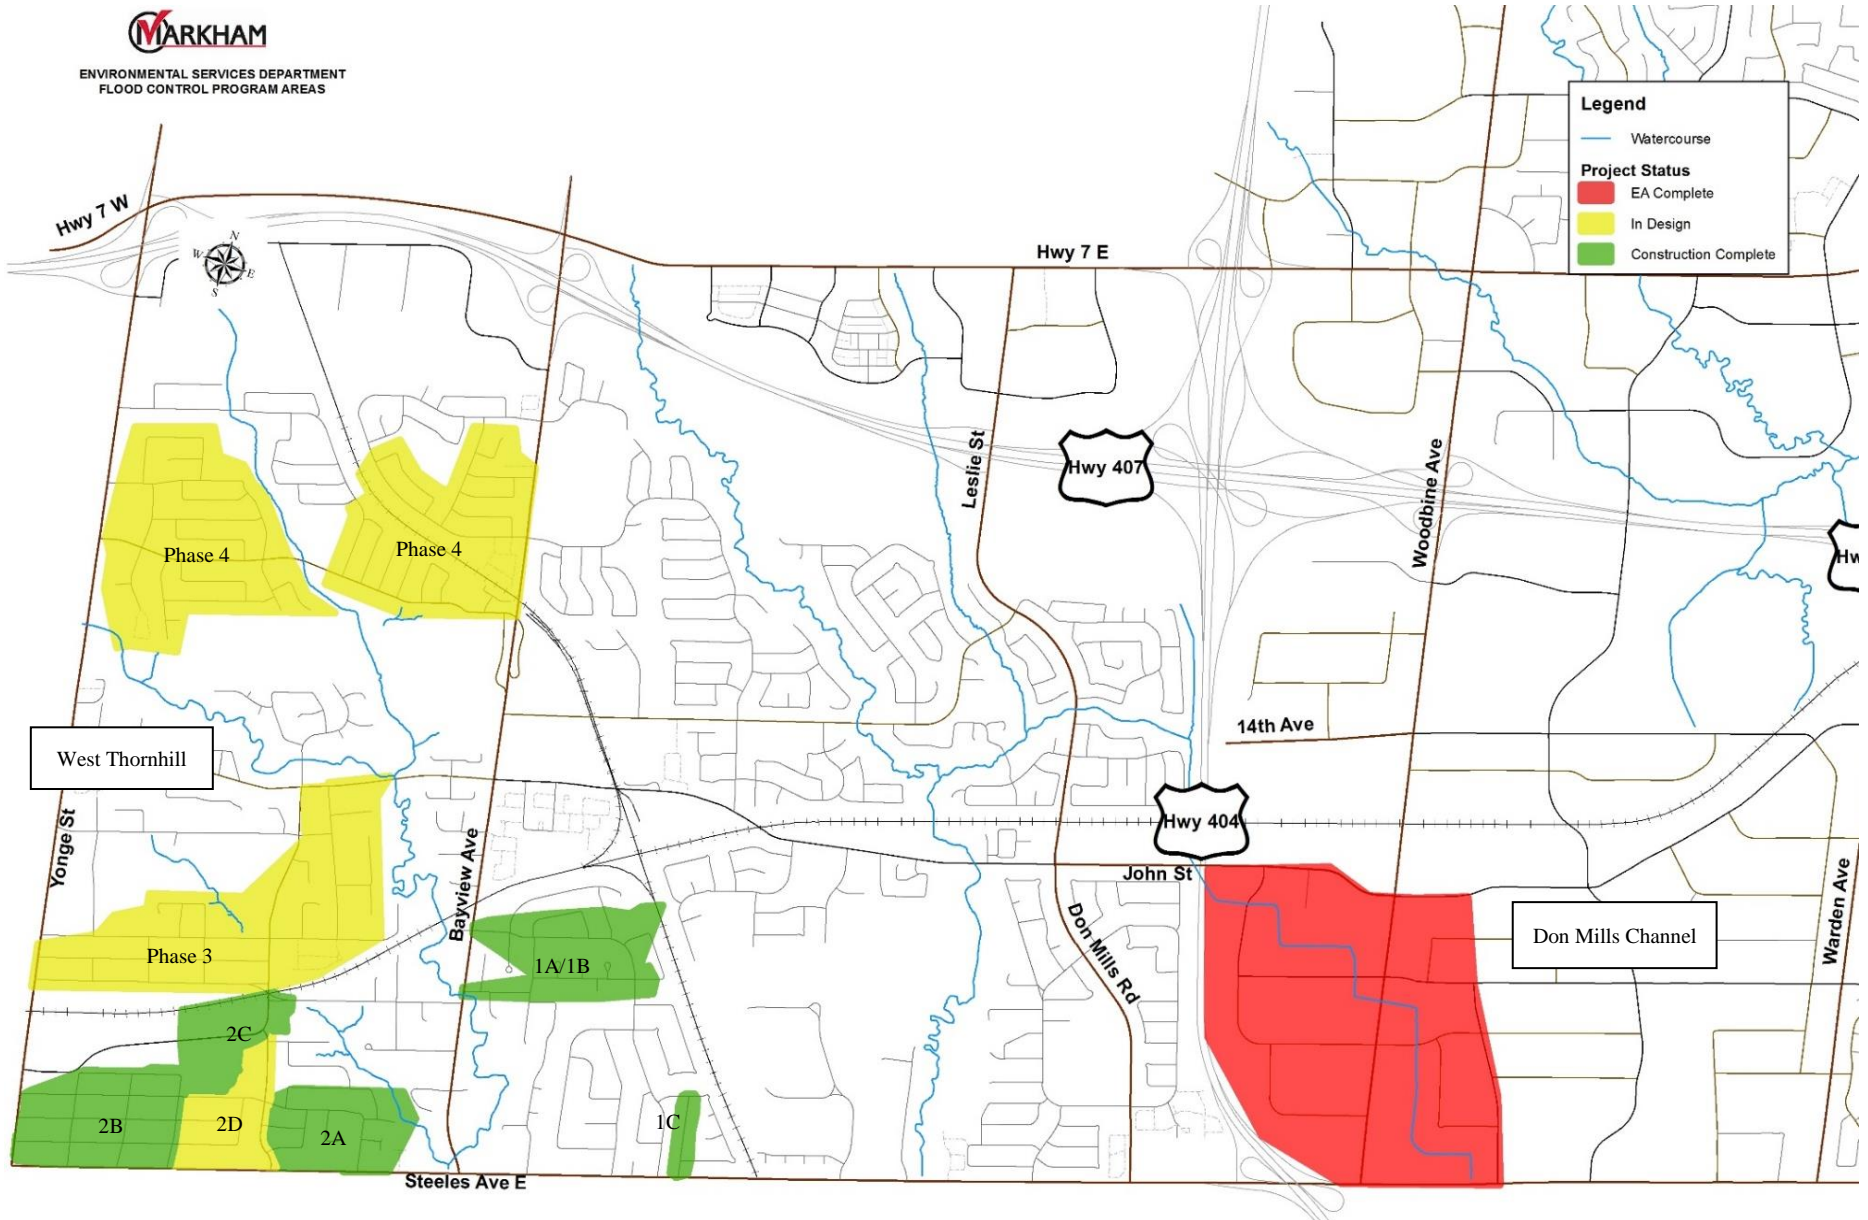 MARKHAM
ENVIRONMENTAL SERVICES DEPARTMENT
FLOOD CONTROL PROGRAM AREAS
Legend
Watercourse
Project Status
EA Complete
In Design
Construction Complete
Hwy 7 W
N
W
E
S
Hwy 7 E
Leslie St
Hwy 407
Woodbine Ave
Hw
Phase 4
Phase 4
14th Ave
West Thornhill
Yonge St
Bayview Ave
Hwy 404
John St
Don Mills Rd
Don Mills Channel
Warden Ave
Phase 3
1A/1B
2C
2B
2D
2A
1C
Steeles Ave E